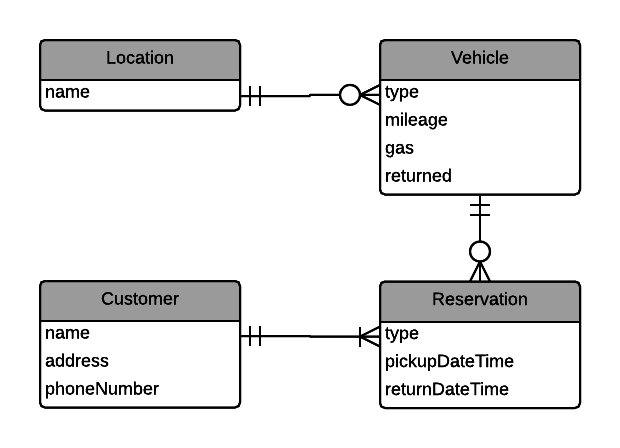 Location
name
Vehicle
type
mileage
gas
returned
Customer
name
address
phoneNumber
Reservation
type
pickupDateTime
returnDateTime